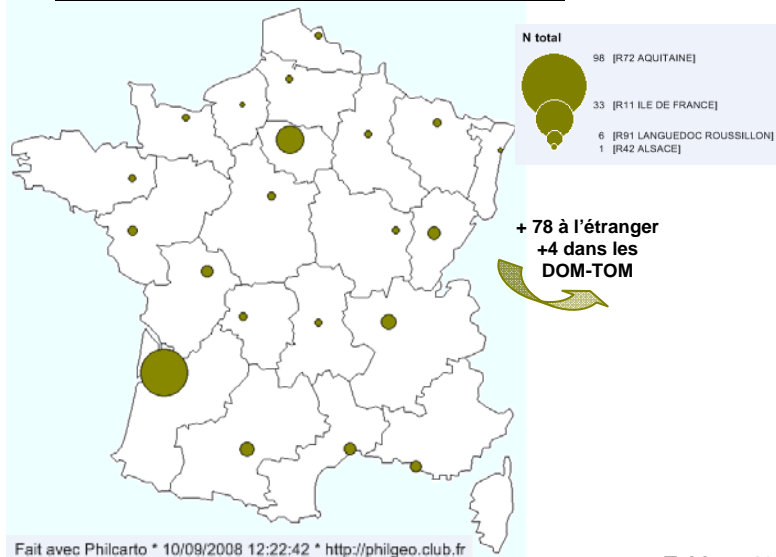 N total
98 [R72 AQUITAINE]
33 [R11 ILE DE FRANCE]
6 [R91 LANGUEDOC ROUSSILLON]
1 [R42 ALSACE]
+ 78 à l'étranger
+4 dans les
DOM-TOM
Fait avec Philcarto * 10/09/2008 12:22:42 * http://philgeo.club.fr